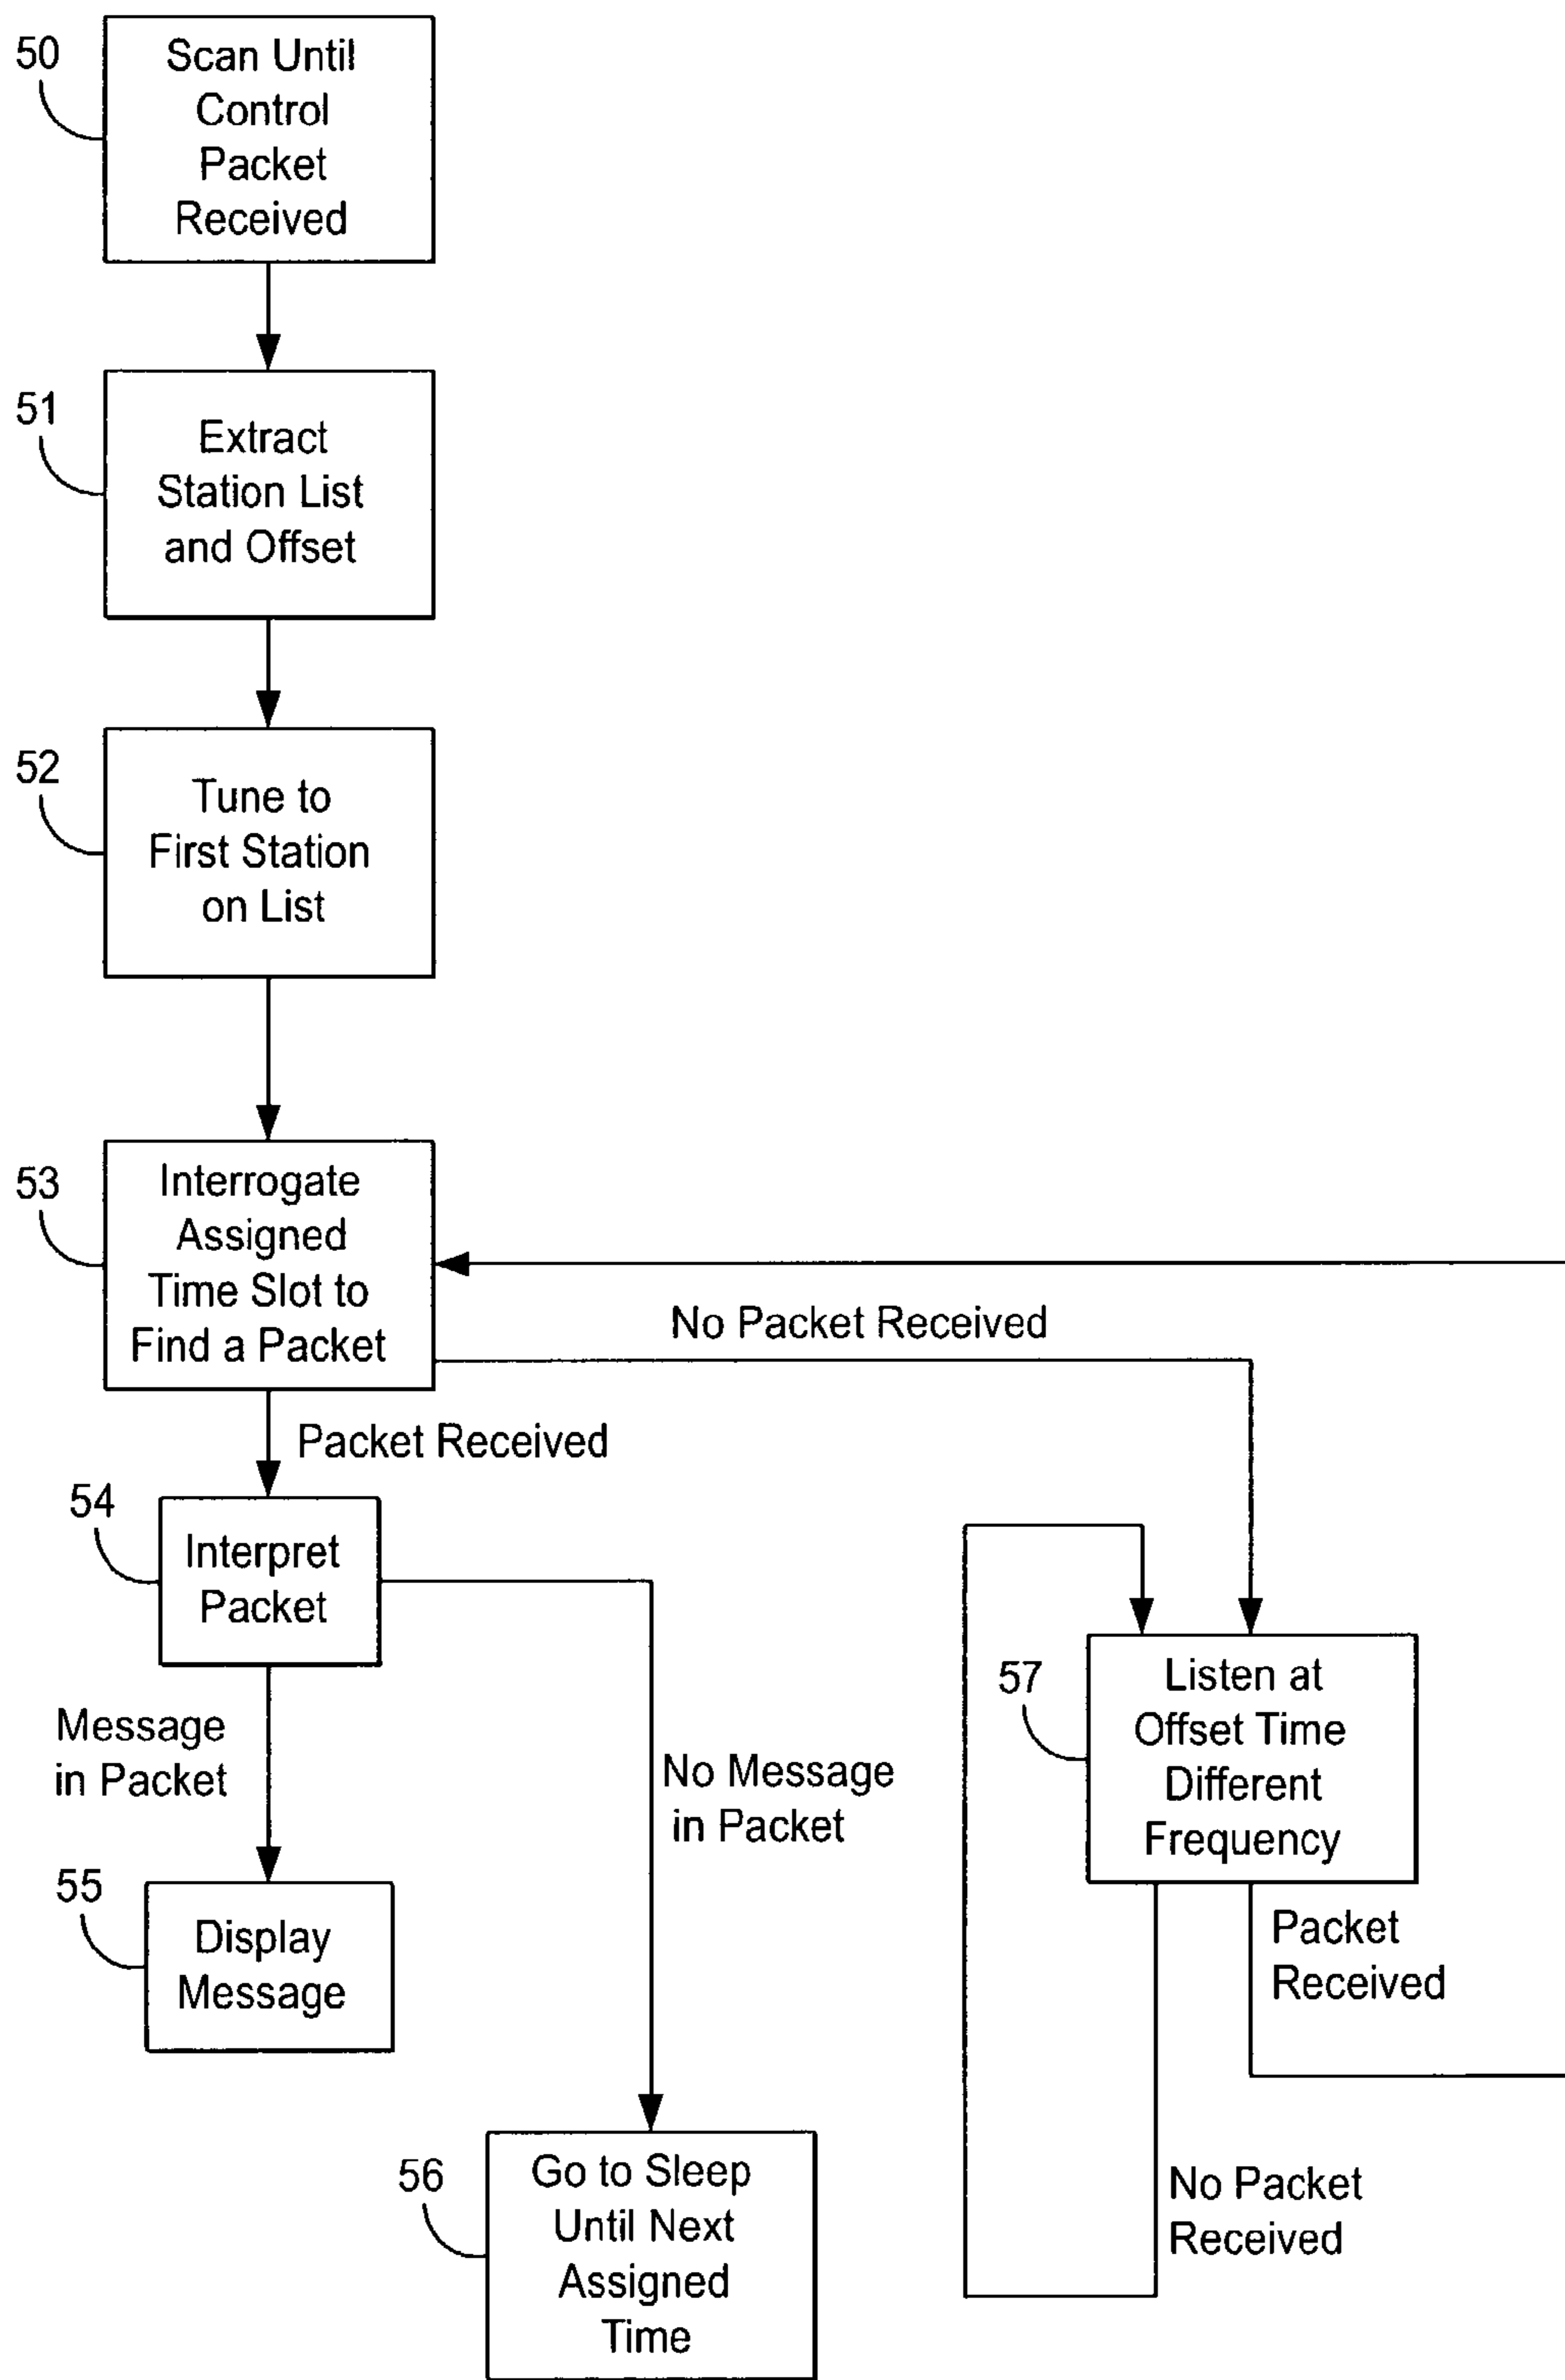 50
Scan Until
Control
Packet
Received
51
Extract
Station List
and Offset
52
Tune to
First Station
on List
53
Interrogate
Assigned
Time Slot to
Find a Packet
No Packet Received
Packet Received
54
Interpret
Packet
Message
in Packet
No Message
in Packet
55
Display
Message
56
Go to Sleep
Until Next
Assigned
Time
57
Listen at
Offset Time
Different
Frequency
Packet
Received
No Packet
Received